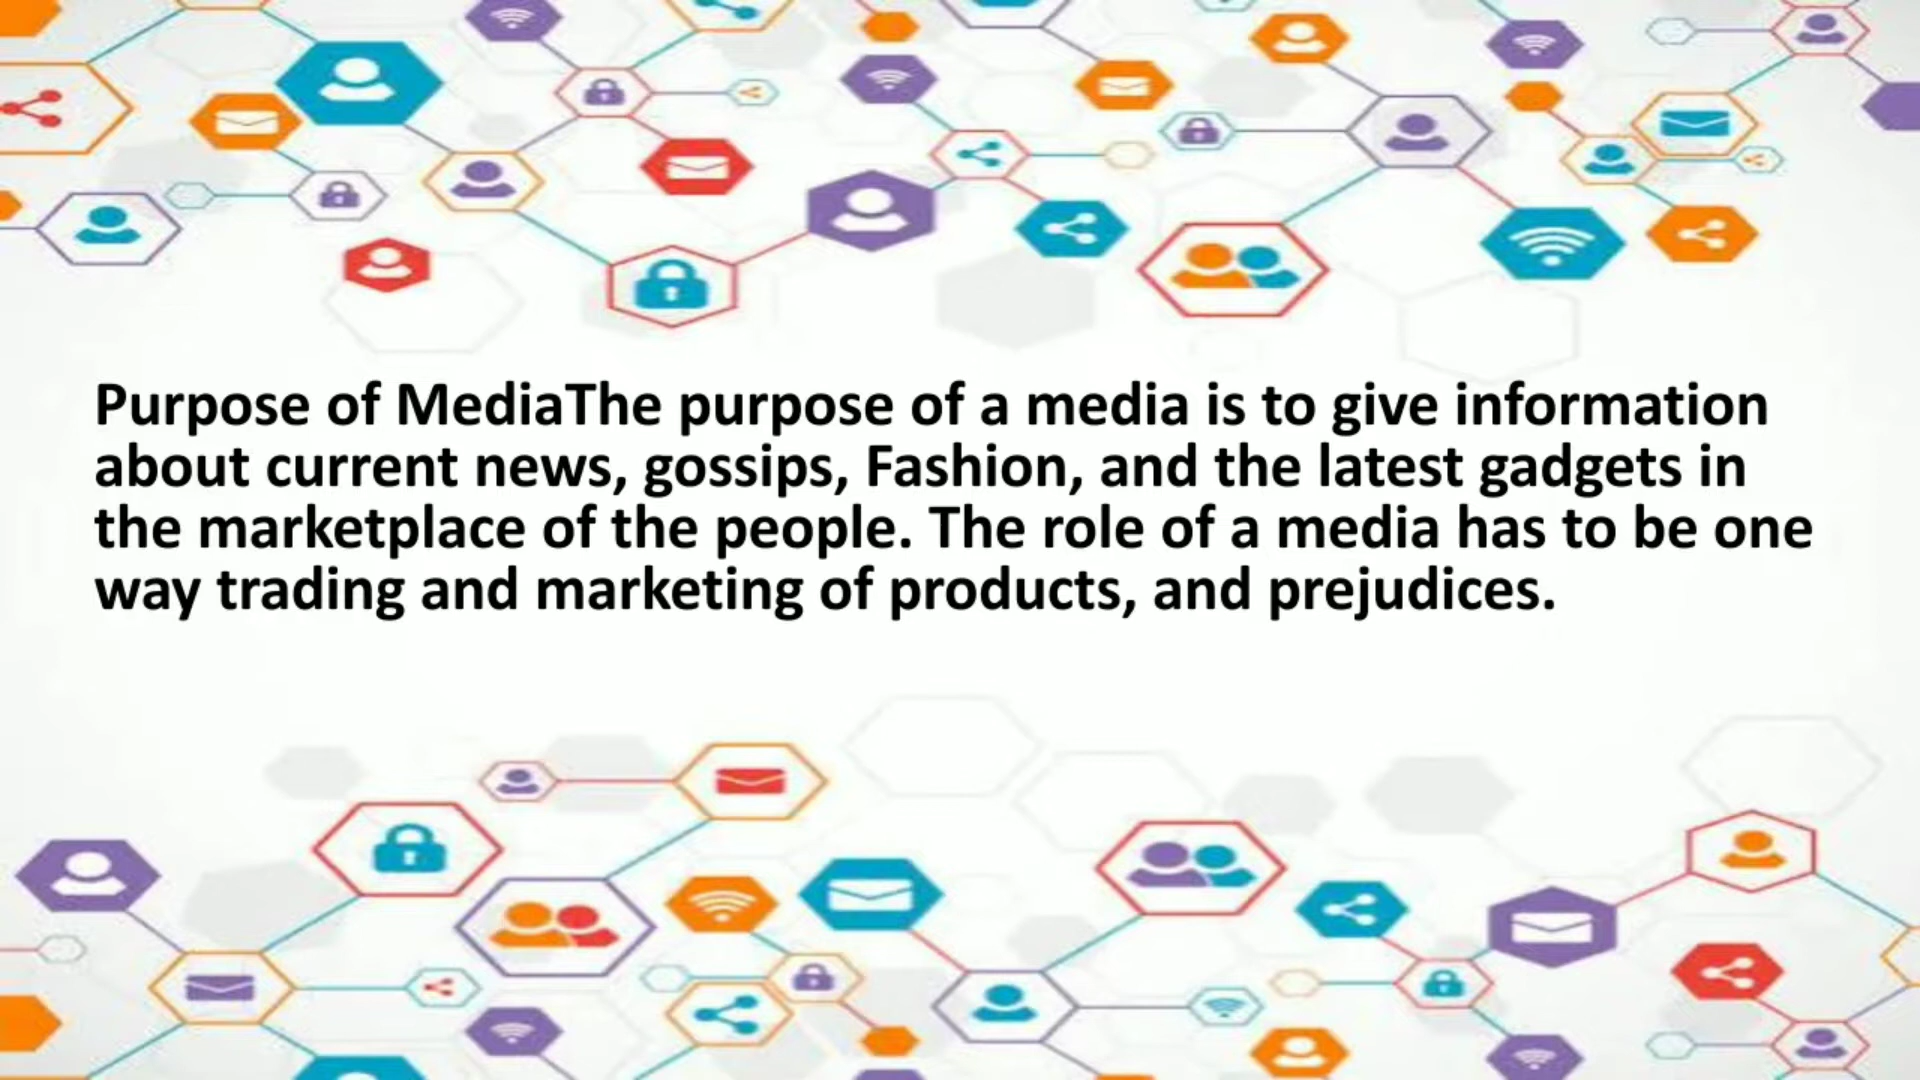 Purpose of MediaThe purpose of a media is to give information
about current news, gossips, Fashion, and the latest gadgets in
the marketplace of the people. The role of a media has to be one
way trading and marketing of products, and prejudices.